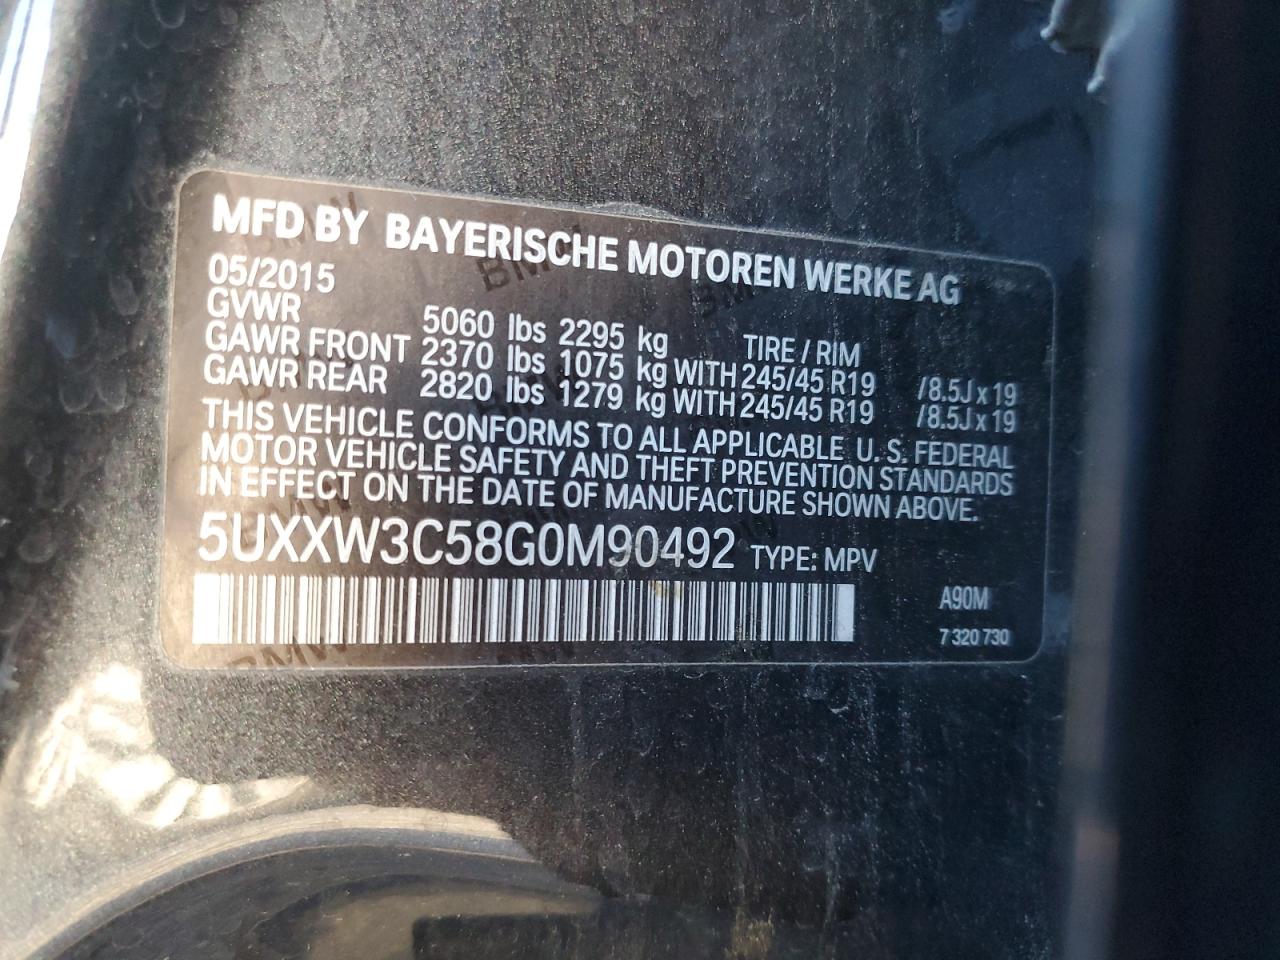 MFD BY BAYERISCHE MOTOREN WERKE AG
05/2015
GVWR 5060 lbs 2295 kg TIRE / RIM
GAWR FRONT 2370 lbs 1075 kg WITH 245/45 R19 /8.5J x 19
GAWR REAR 2820 lbs 1279 kg WITH 245/45 R19 /8.5J x 19
THIS VEHICLE CONFORMS TO ALL APPLICABLE U. S. FEDERAL
MOTOR VEHICLE SAFETY AND THEFT PREVENTION STANDARDS
IN EFFECT ON THE DATE OF MANUFACTURE SHOWN ABOVE.
5UXXW3C58G0M90492 TYPE: MPV
A90M
7 320 730